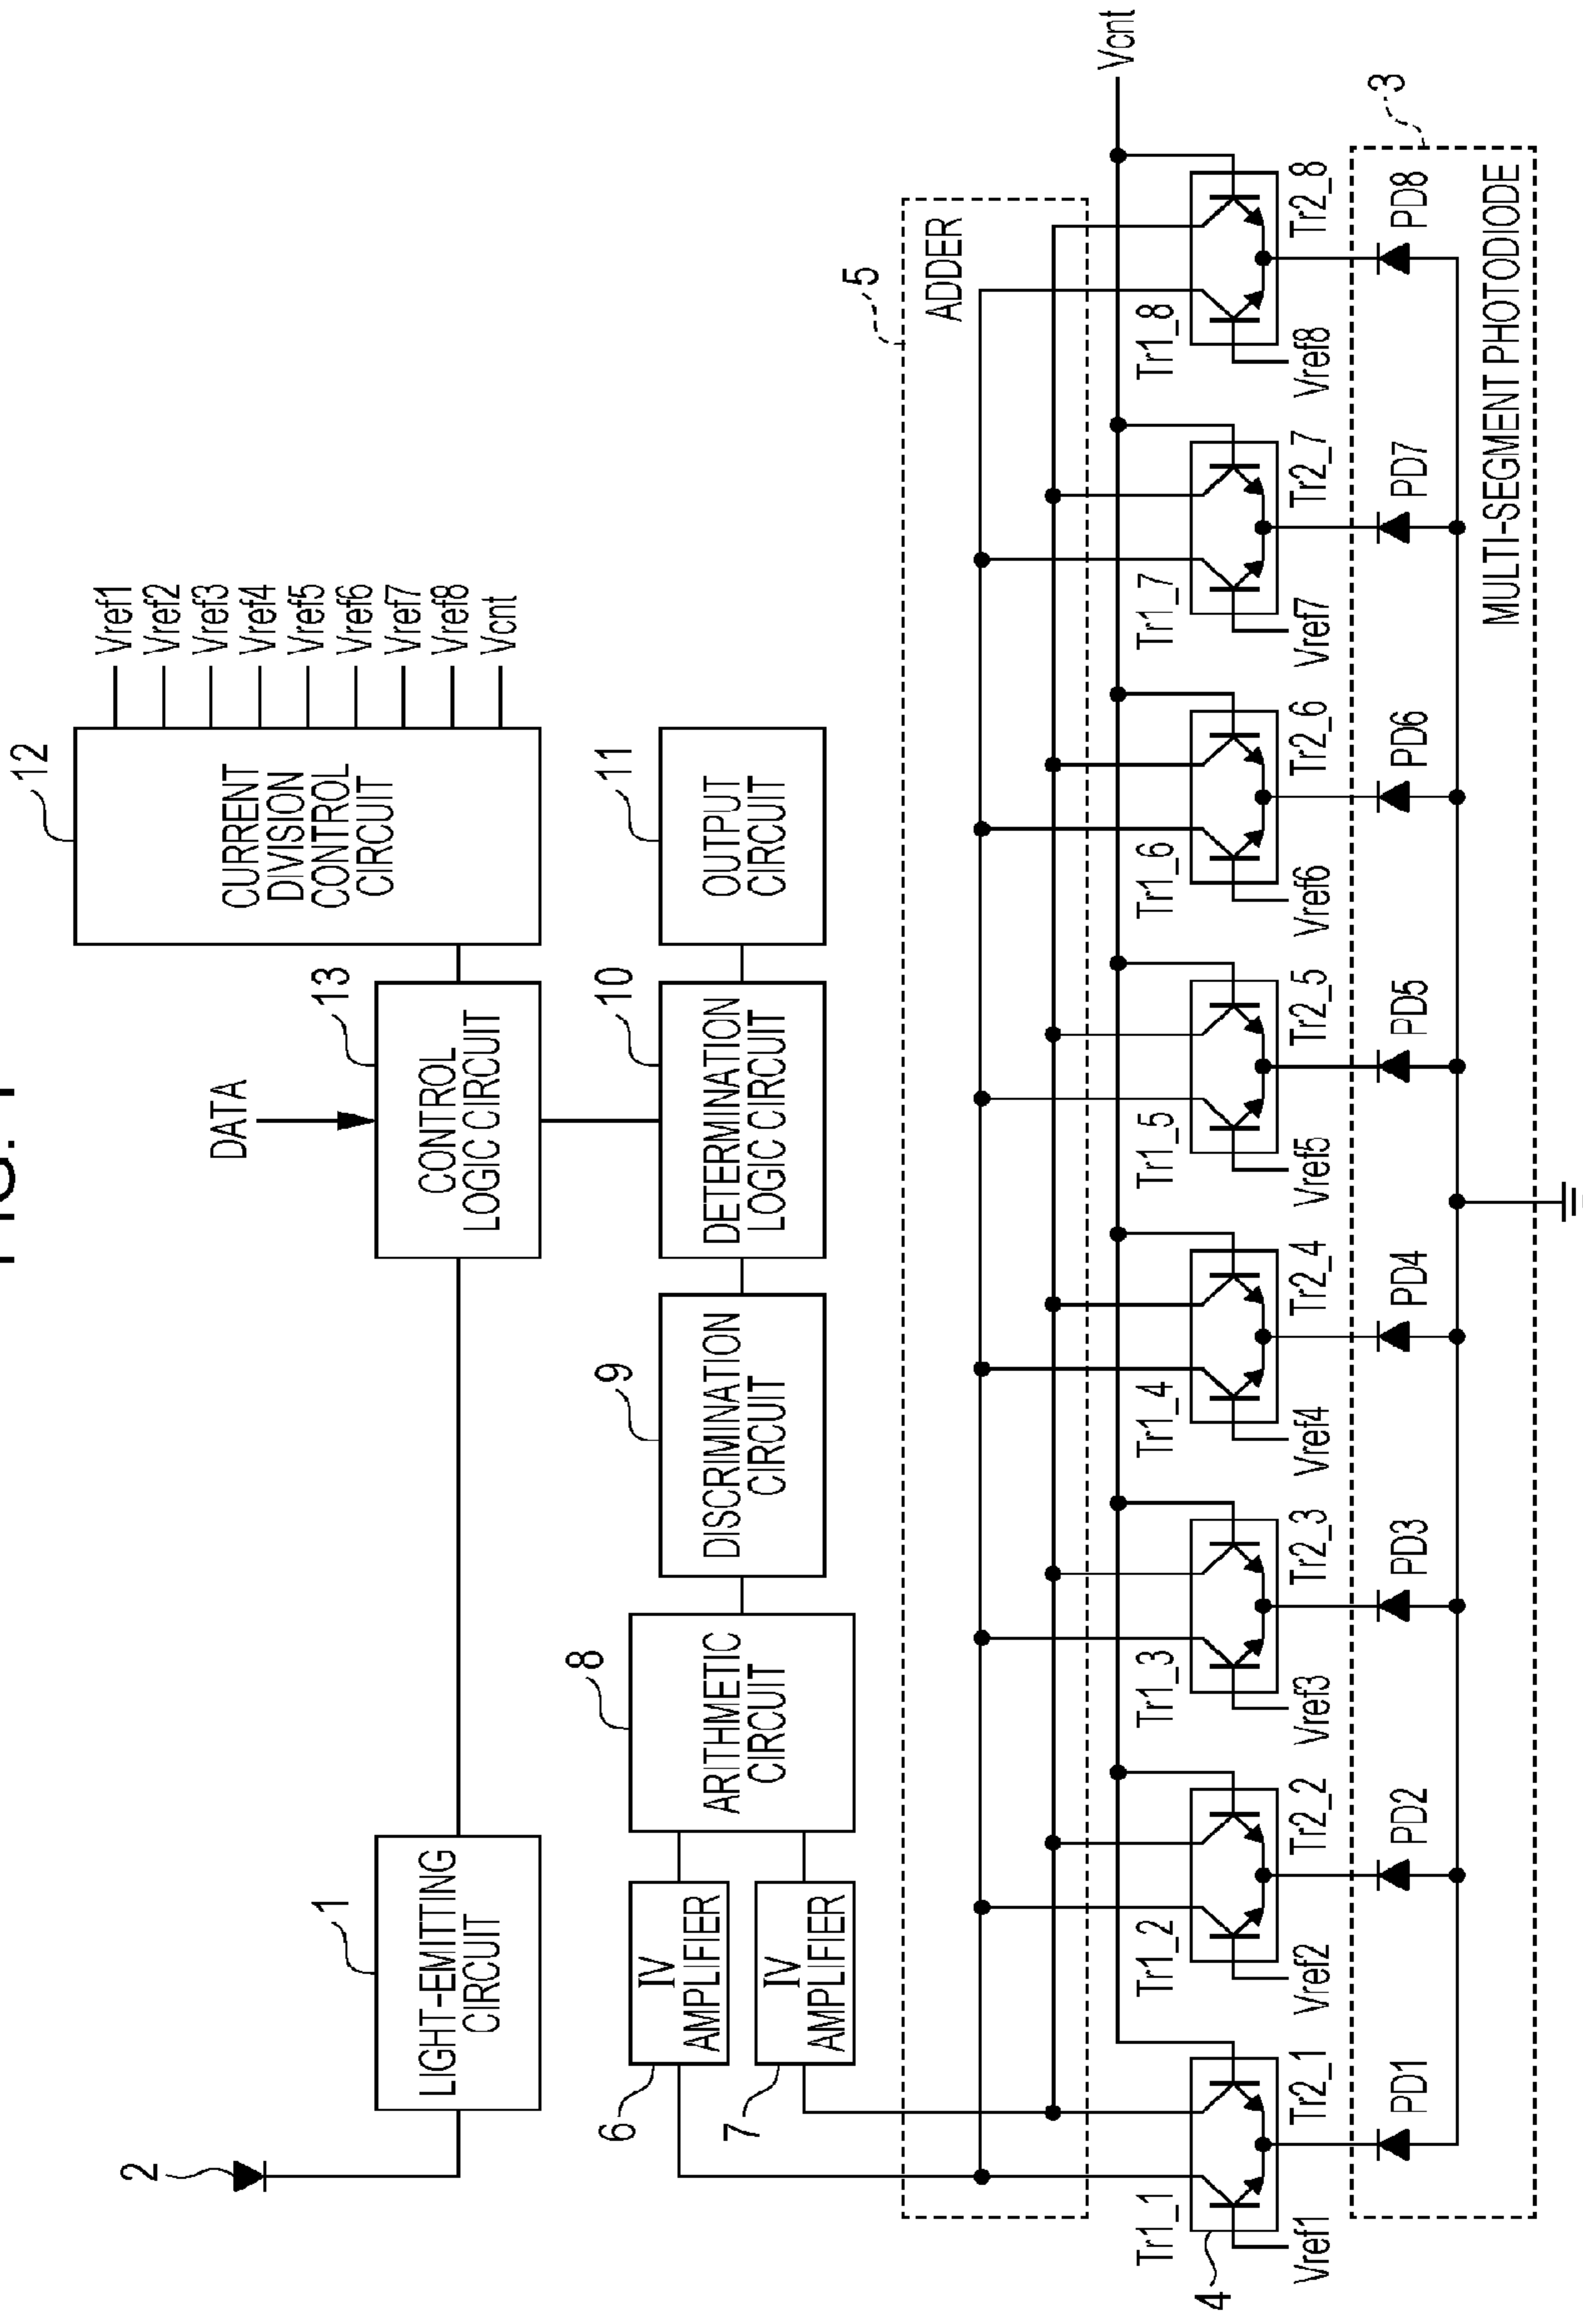 FIG. 1
2
1
LIGHT-EMITTING
CIRCUIT
DATA
13
CONTROL
LOGIC CIRCUIT
12
CURRENT
DIVISION
CONTROL
CIRCUIT
Vref1
Vref2
Vref3
Vref4
Vref5
Vref6
Vref7
Vref8
Vcnt
6
IV
AMPLIFIER
7
IV
AMPLIFIER
8
ARITHMETIC
CIRCUIT
9
DISCRIMINATION
CIRCUIT
10
DETERMINATION
LOGIC CIRCUIT
11
OUTPUT
CIRCUIT
5
ADDER
Vcnt
Tr1_1
Tr1_2
Tr1_3
Tr1_4
Tr1_5
Tr1_6
Tr1_7
Tr1_8
4
Vref1
Tr2_1
Vref2
Tr2_2
Vref3
Tr2_3
Vref4
Tr2_4
Vref5
Tr2_5
Vref6
Tr2_6
Vref7
Tr2_7
Vref8
Tr2_8
3
PD1
PD2
PD3
PD4
PD5
PD6
PD7
PD8
MULTI-SEGMENT PHOTODIODE